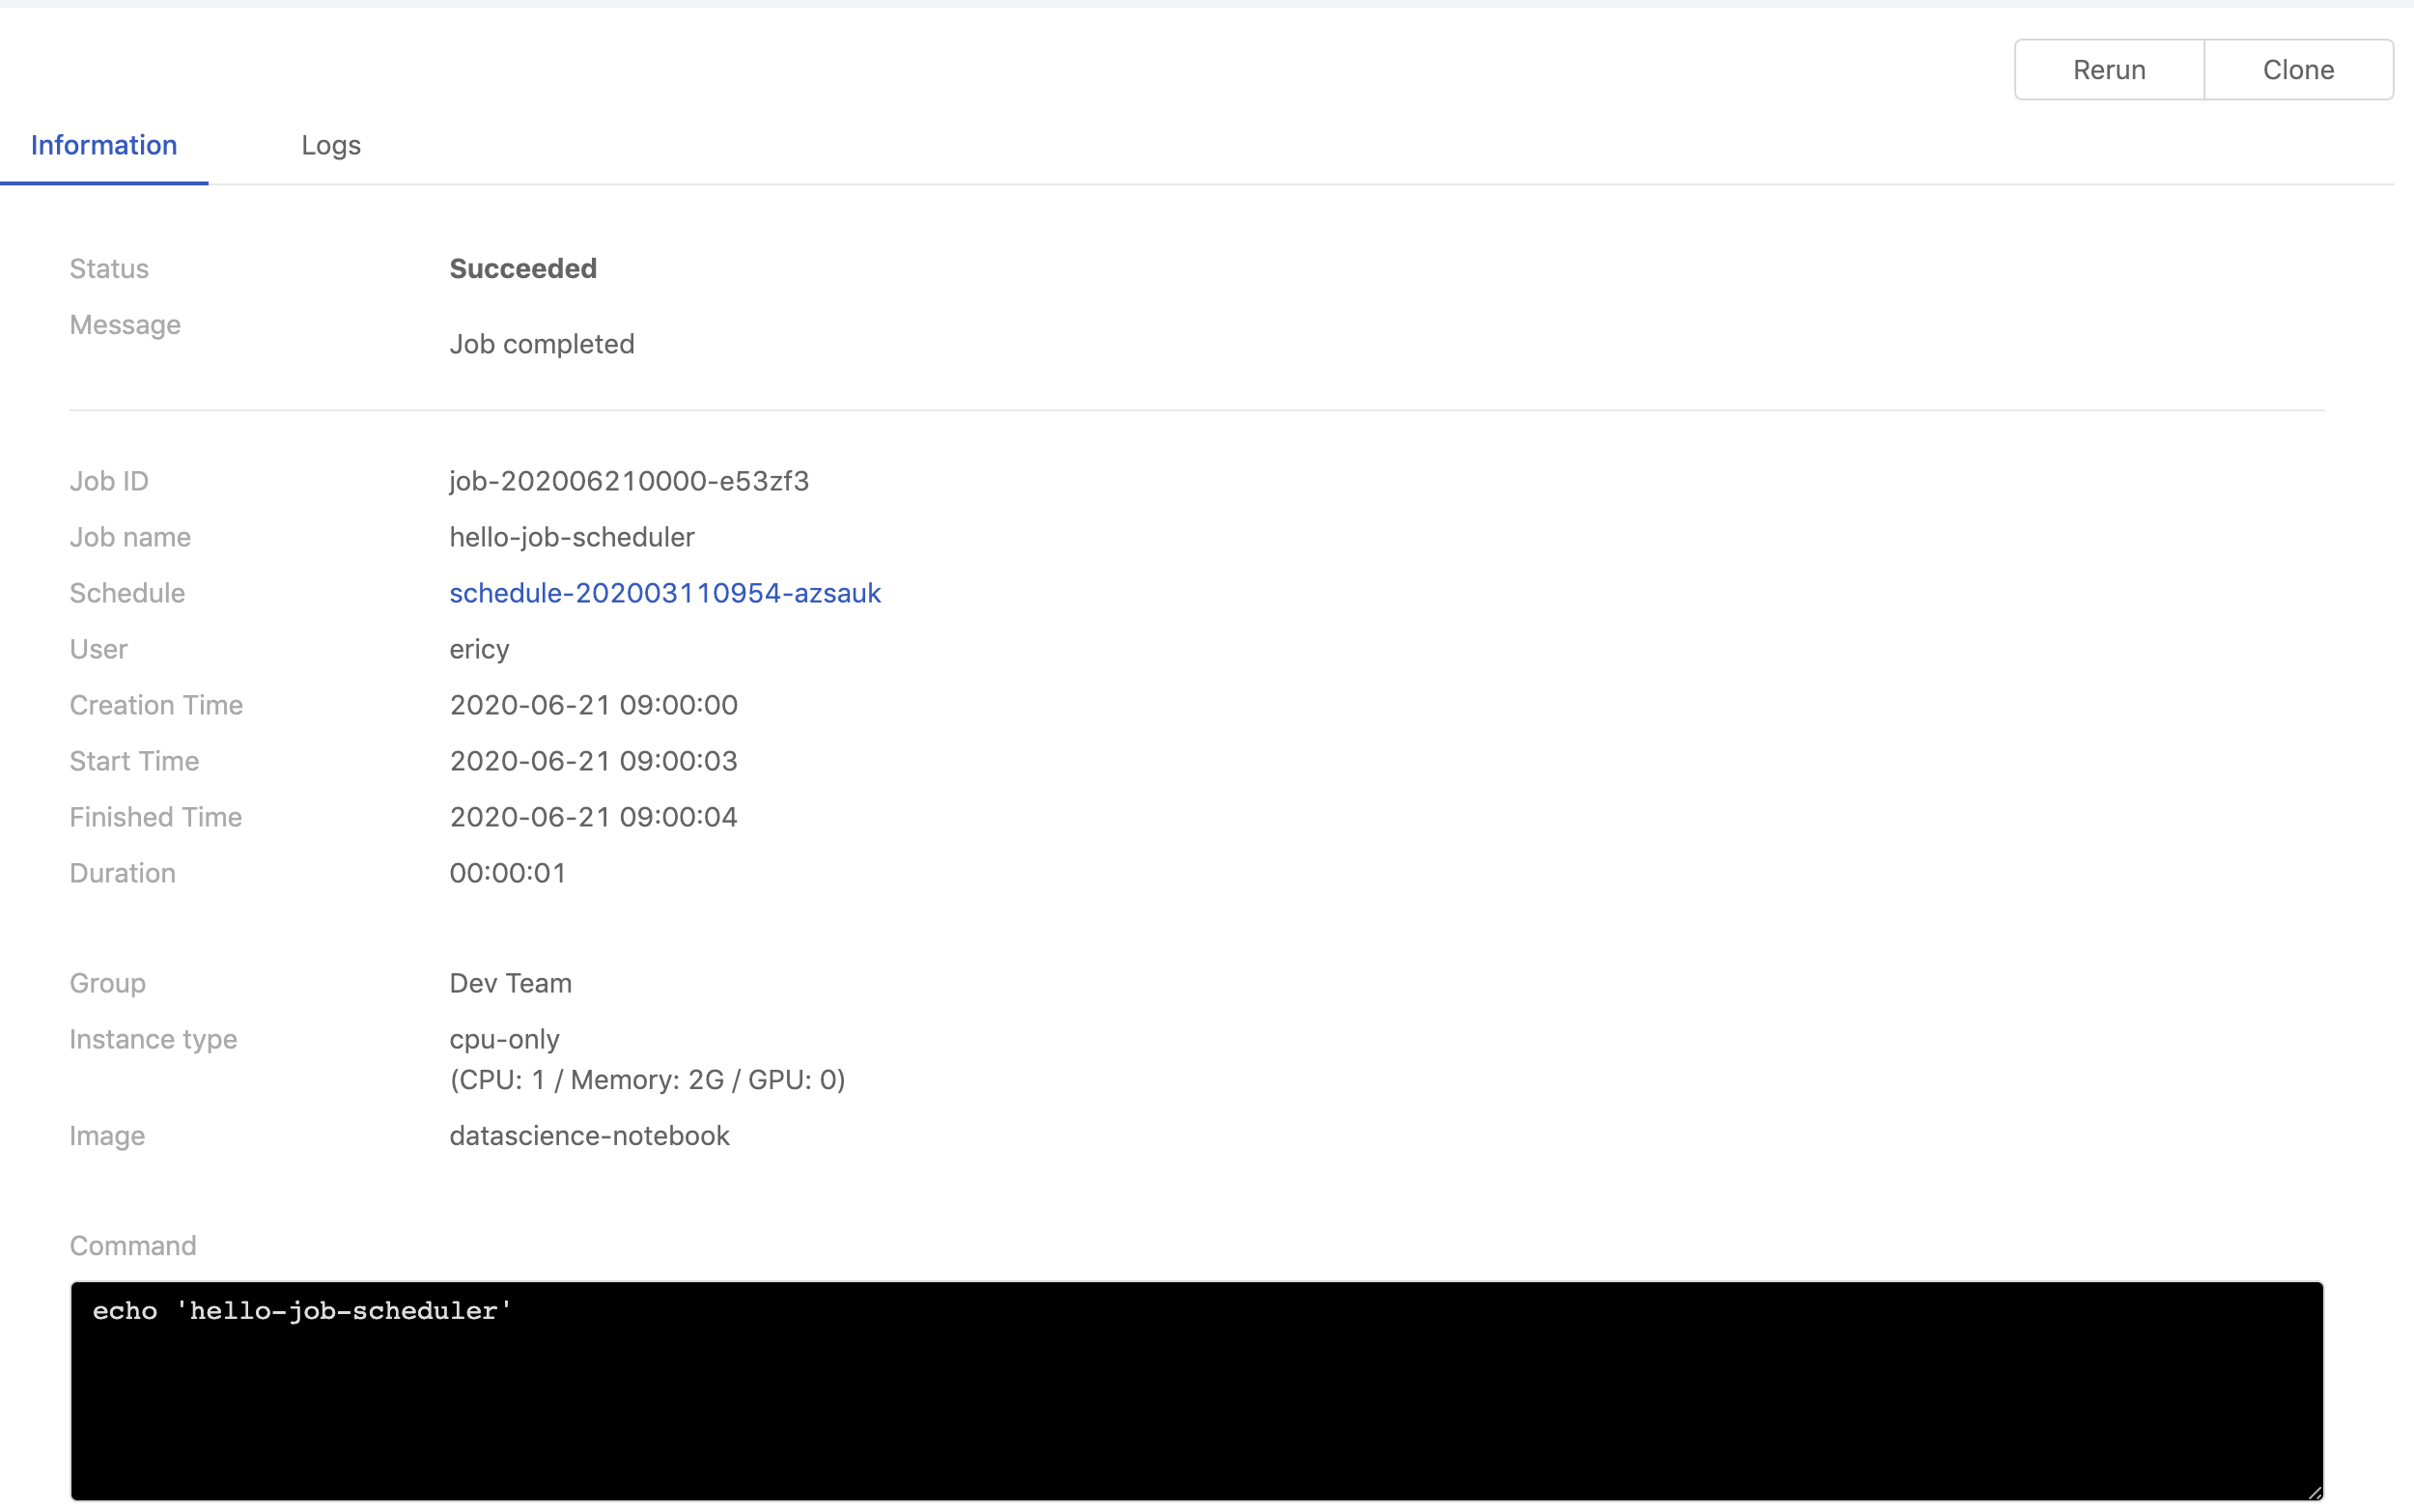 Rerun Clone
Information Logs
Status Succeeded
Message
Job completed
Job ID job-202006210000-e53zf3
Job name hello-job-scheduler
Schedule schedule-202003110954-azsauk
User ericy
Creation Time 2020-06-21 09:00:00
Start Time 2020-06-21 09:00:03
Finished Time 2020-06-21 09:00:04
Duration 00:00:01
Group Dev Team
Instance type cpu-only
(CPU: 1 / Memory: 2G / GPU: 0)
Image datascience-notebook
Command
echo 'hello-job-scheduler'